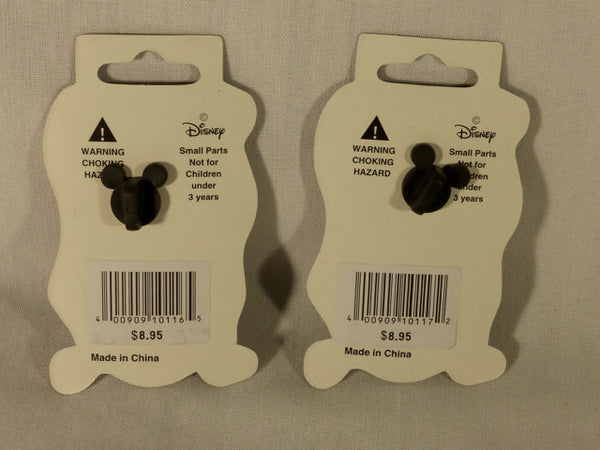 WARNING
CHOKING
HAZ
©
Disney
Small Parts
Not for
Children
under
3 years
4 00909 10116 5
$8.95
Made in China
WARNING
CHOKING
HAZARD
©
Disney
Small Parts
Not for
dren
under
3 years
4 00909 10117 2
$8.95
Made in China